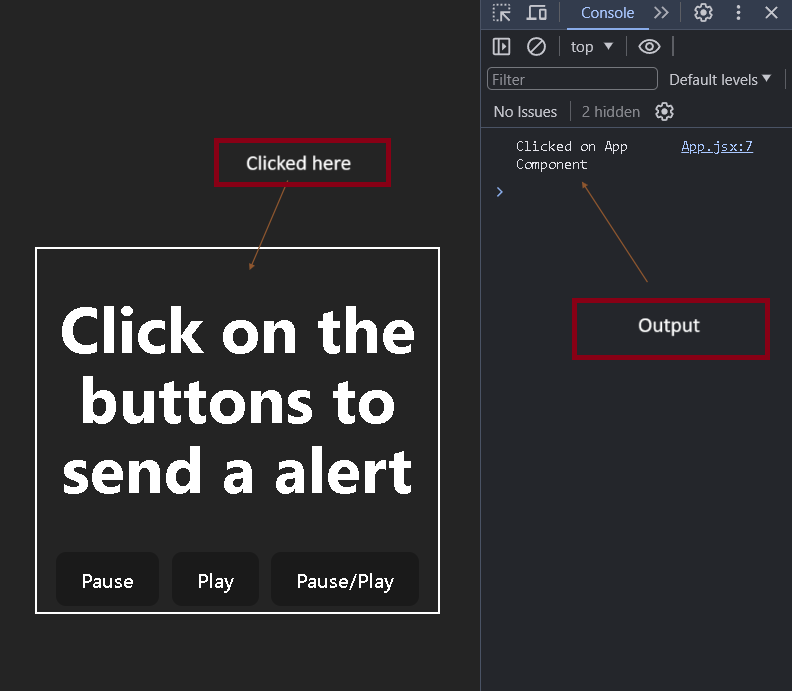 Console
top
Filter
Default levels
No Issues
2 hidden
Clicked on App
Component
App.jsx:7
Clicked here
Output
Click on the
buttons to
send a alert
Pause
Play
Pause/Play